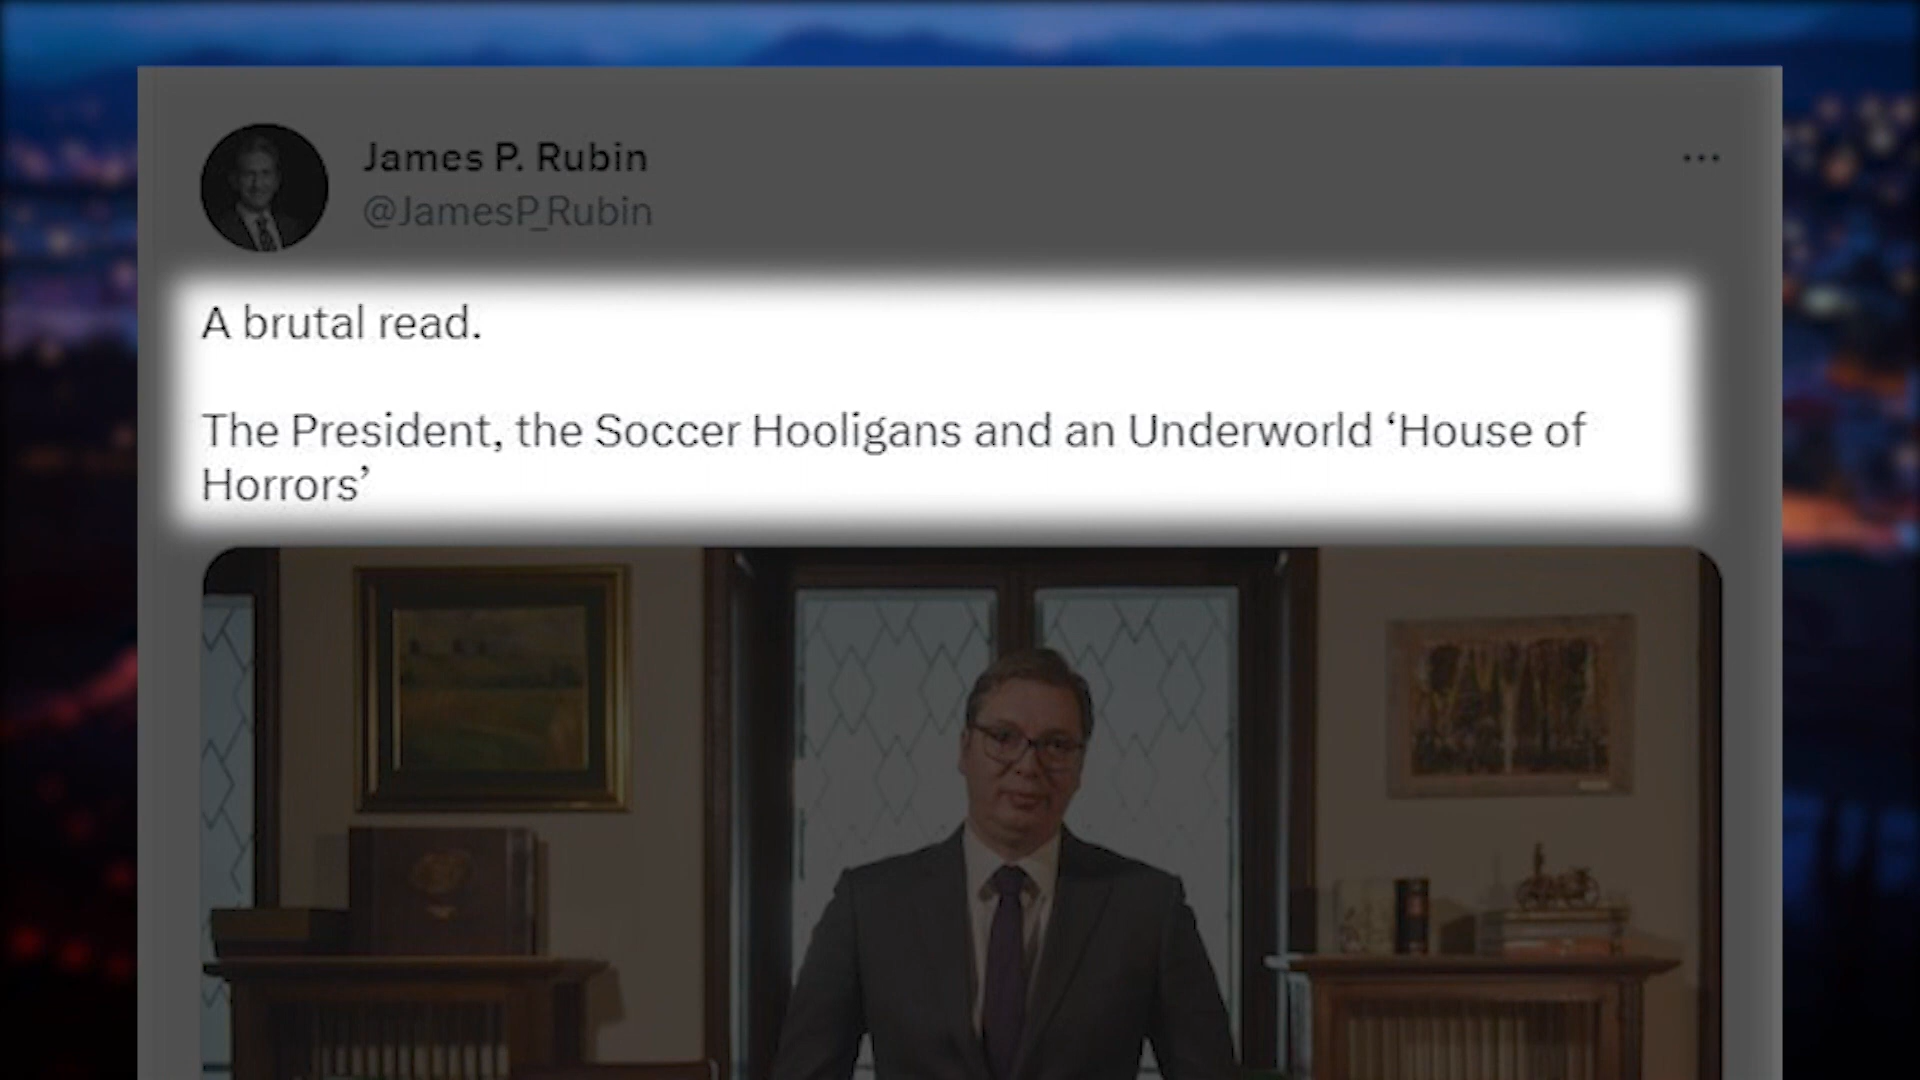 James P. Rubin
@JamesP_Rubin
A brutal read.
The President, the Soccer Hooligans and an Underworld ‘House of
Horrors’